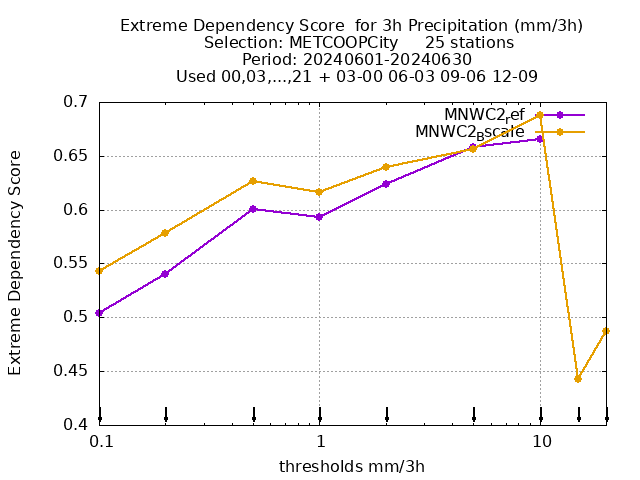 Extreme Dependency Score  for 3h Precipitation (mm/3h)
Selection: METCOOPCity     25 stations
Period: 20240601-20240630
Used 00,03,...,21 + 03-00 06-03 09-06 12-09
MNWC2ref
MNWC2Bscale
0.7
0.65
0.6
0.55
0.5
0.45
0.4
Extreme Dependency Score
0.1
1
10
thresholds mm/3h